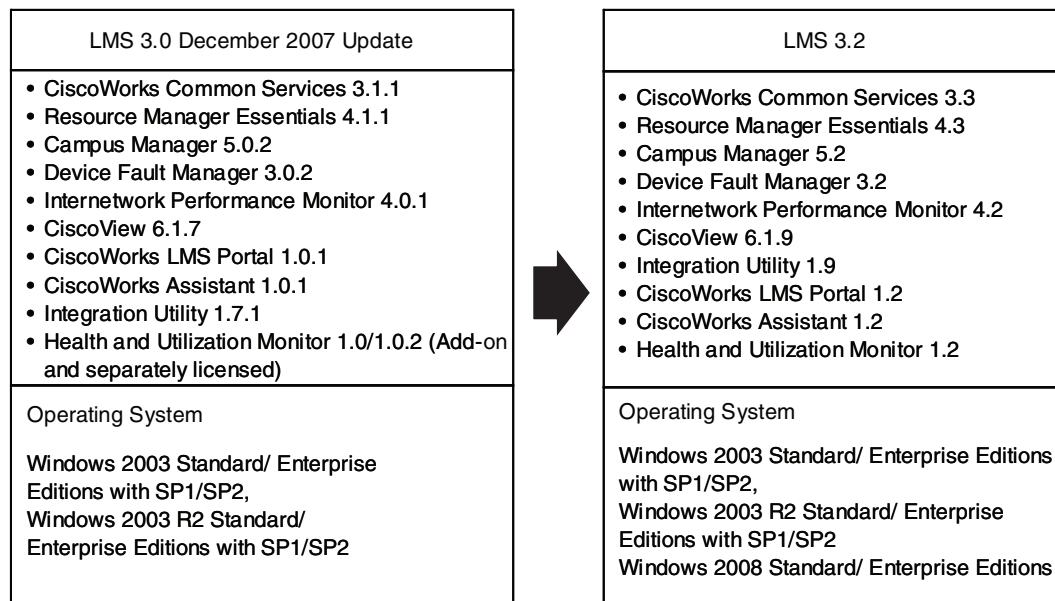 LMS 3.0 December 2007 Update
• CiscoWorks Common Services 3.1.1
• Resource Manager Essentials 4.1.1
• Campus Manager 5.0.2
• Device Fault Manager 3.0.2
• Internetwork Performance Monitor 4.0.1
• CiscoView 6.1.7
• CiscoWorks LMS Portal 1.0.1
• CiscoWorks Assistant 1.0.1
• Integration Utility 1.7.1
• Health and Utilization Monitor 1.0/1.0.2 (Add-on
and separately licensed)
Operating System
Windows 2003 Standard/ Enterprise
Editions with SP1/SP2,
Windows 2003 R2 Standard/
Enterprise Editions with SP1/SP2
LMS 3.2
• CiscoWorks Common Services 3.3
• Resource Manager Essentials 4.3
• Campus Manager 5.2
• Device Fault Manager 3.2
• Internetwork Performance Monitor 4.2
• CiscoView 6.1.9
• Integration Utility 1.9
• CiscoWorks LMS Portal 1.2
• CiscoWorks Assistant 1.2
• Health and Utilization Monitor 1.2
Operating System
Windows 2003 Standard/ Enterprise Editions
with SP1/SP2,
Windows 2003 R2 Standard/ Enterprise
Editions with SP1/SP2
Windows 2008 Standard/ Enterprise Editions